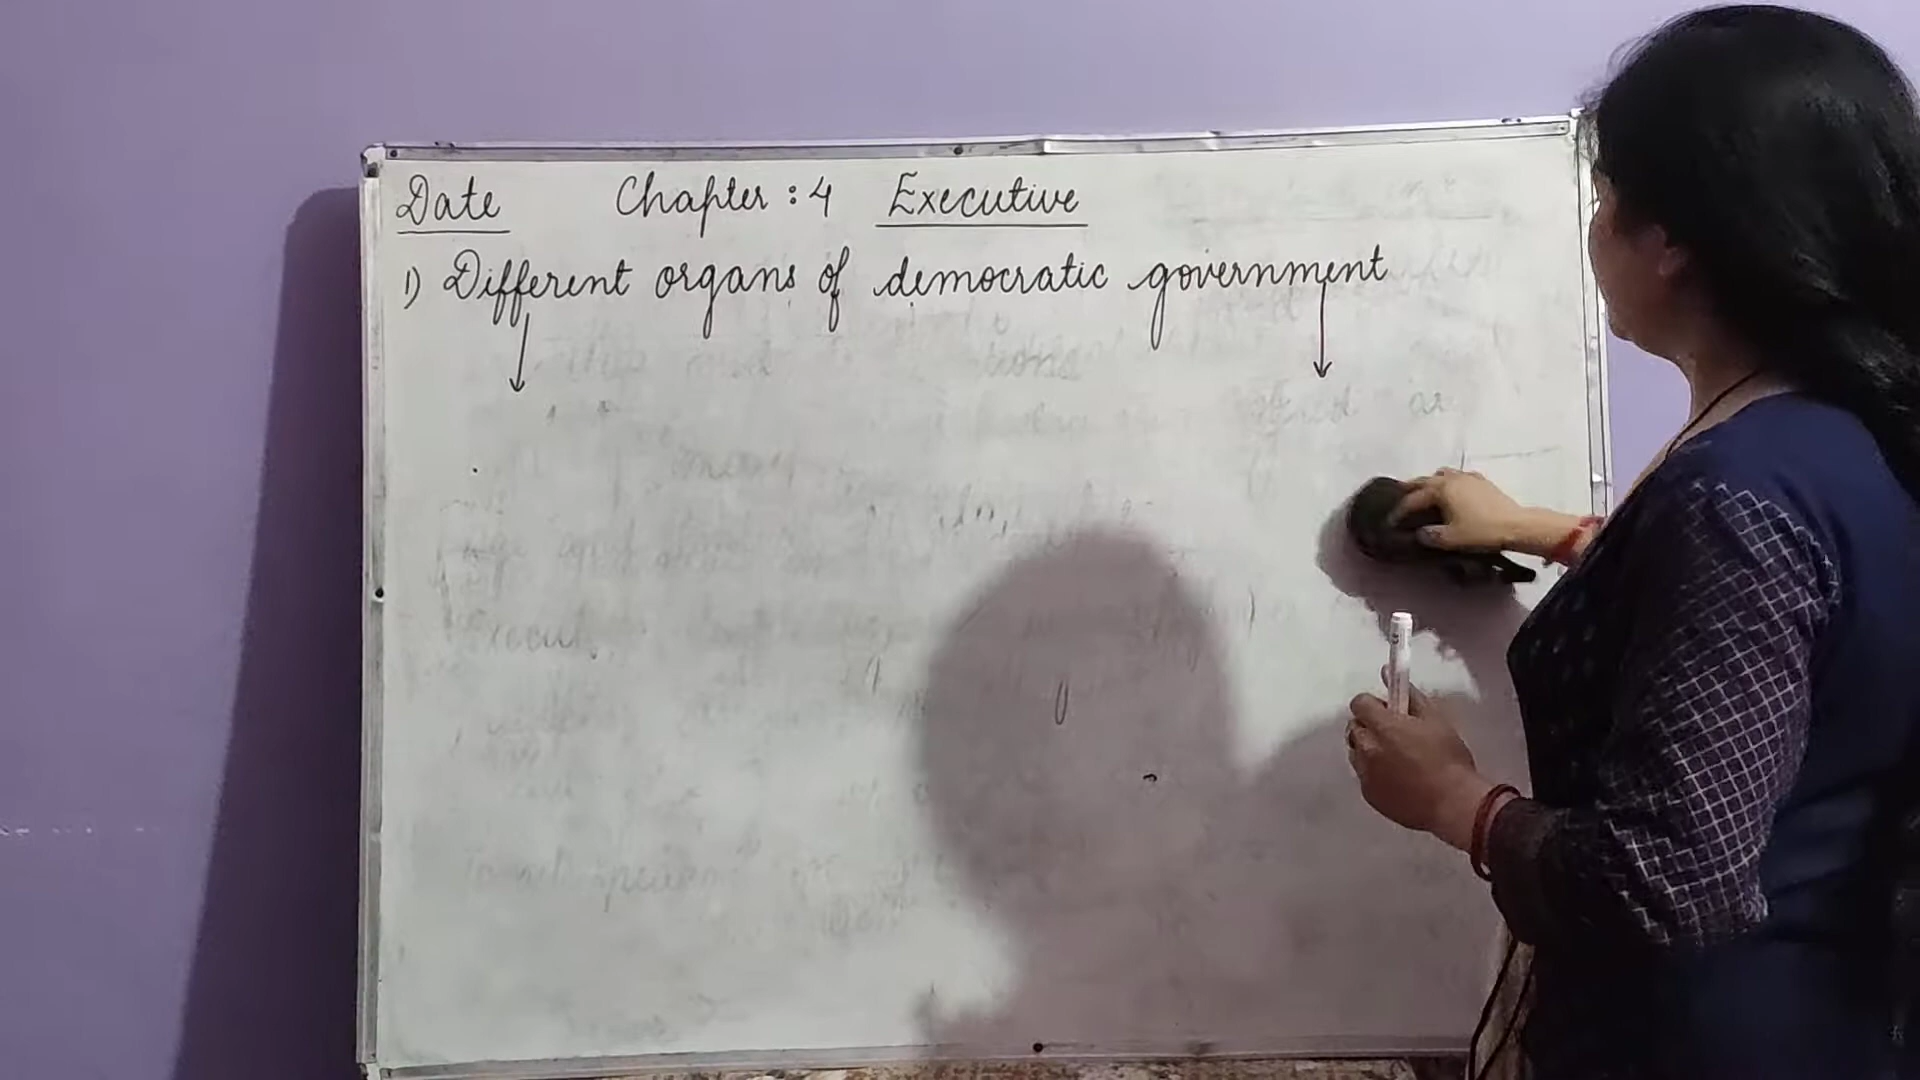 Date Chapter : 4 Executive
1) Different organs of democratic government